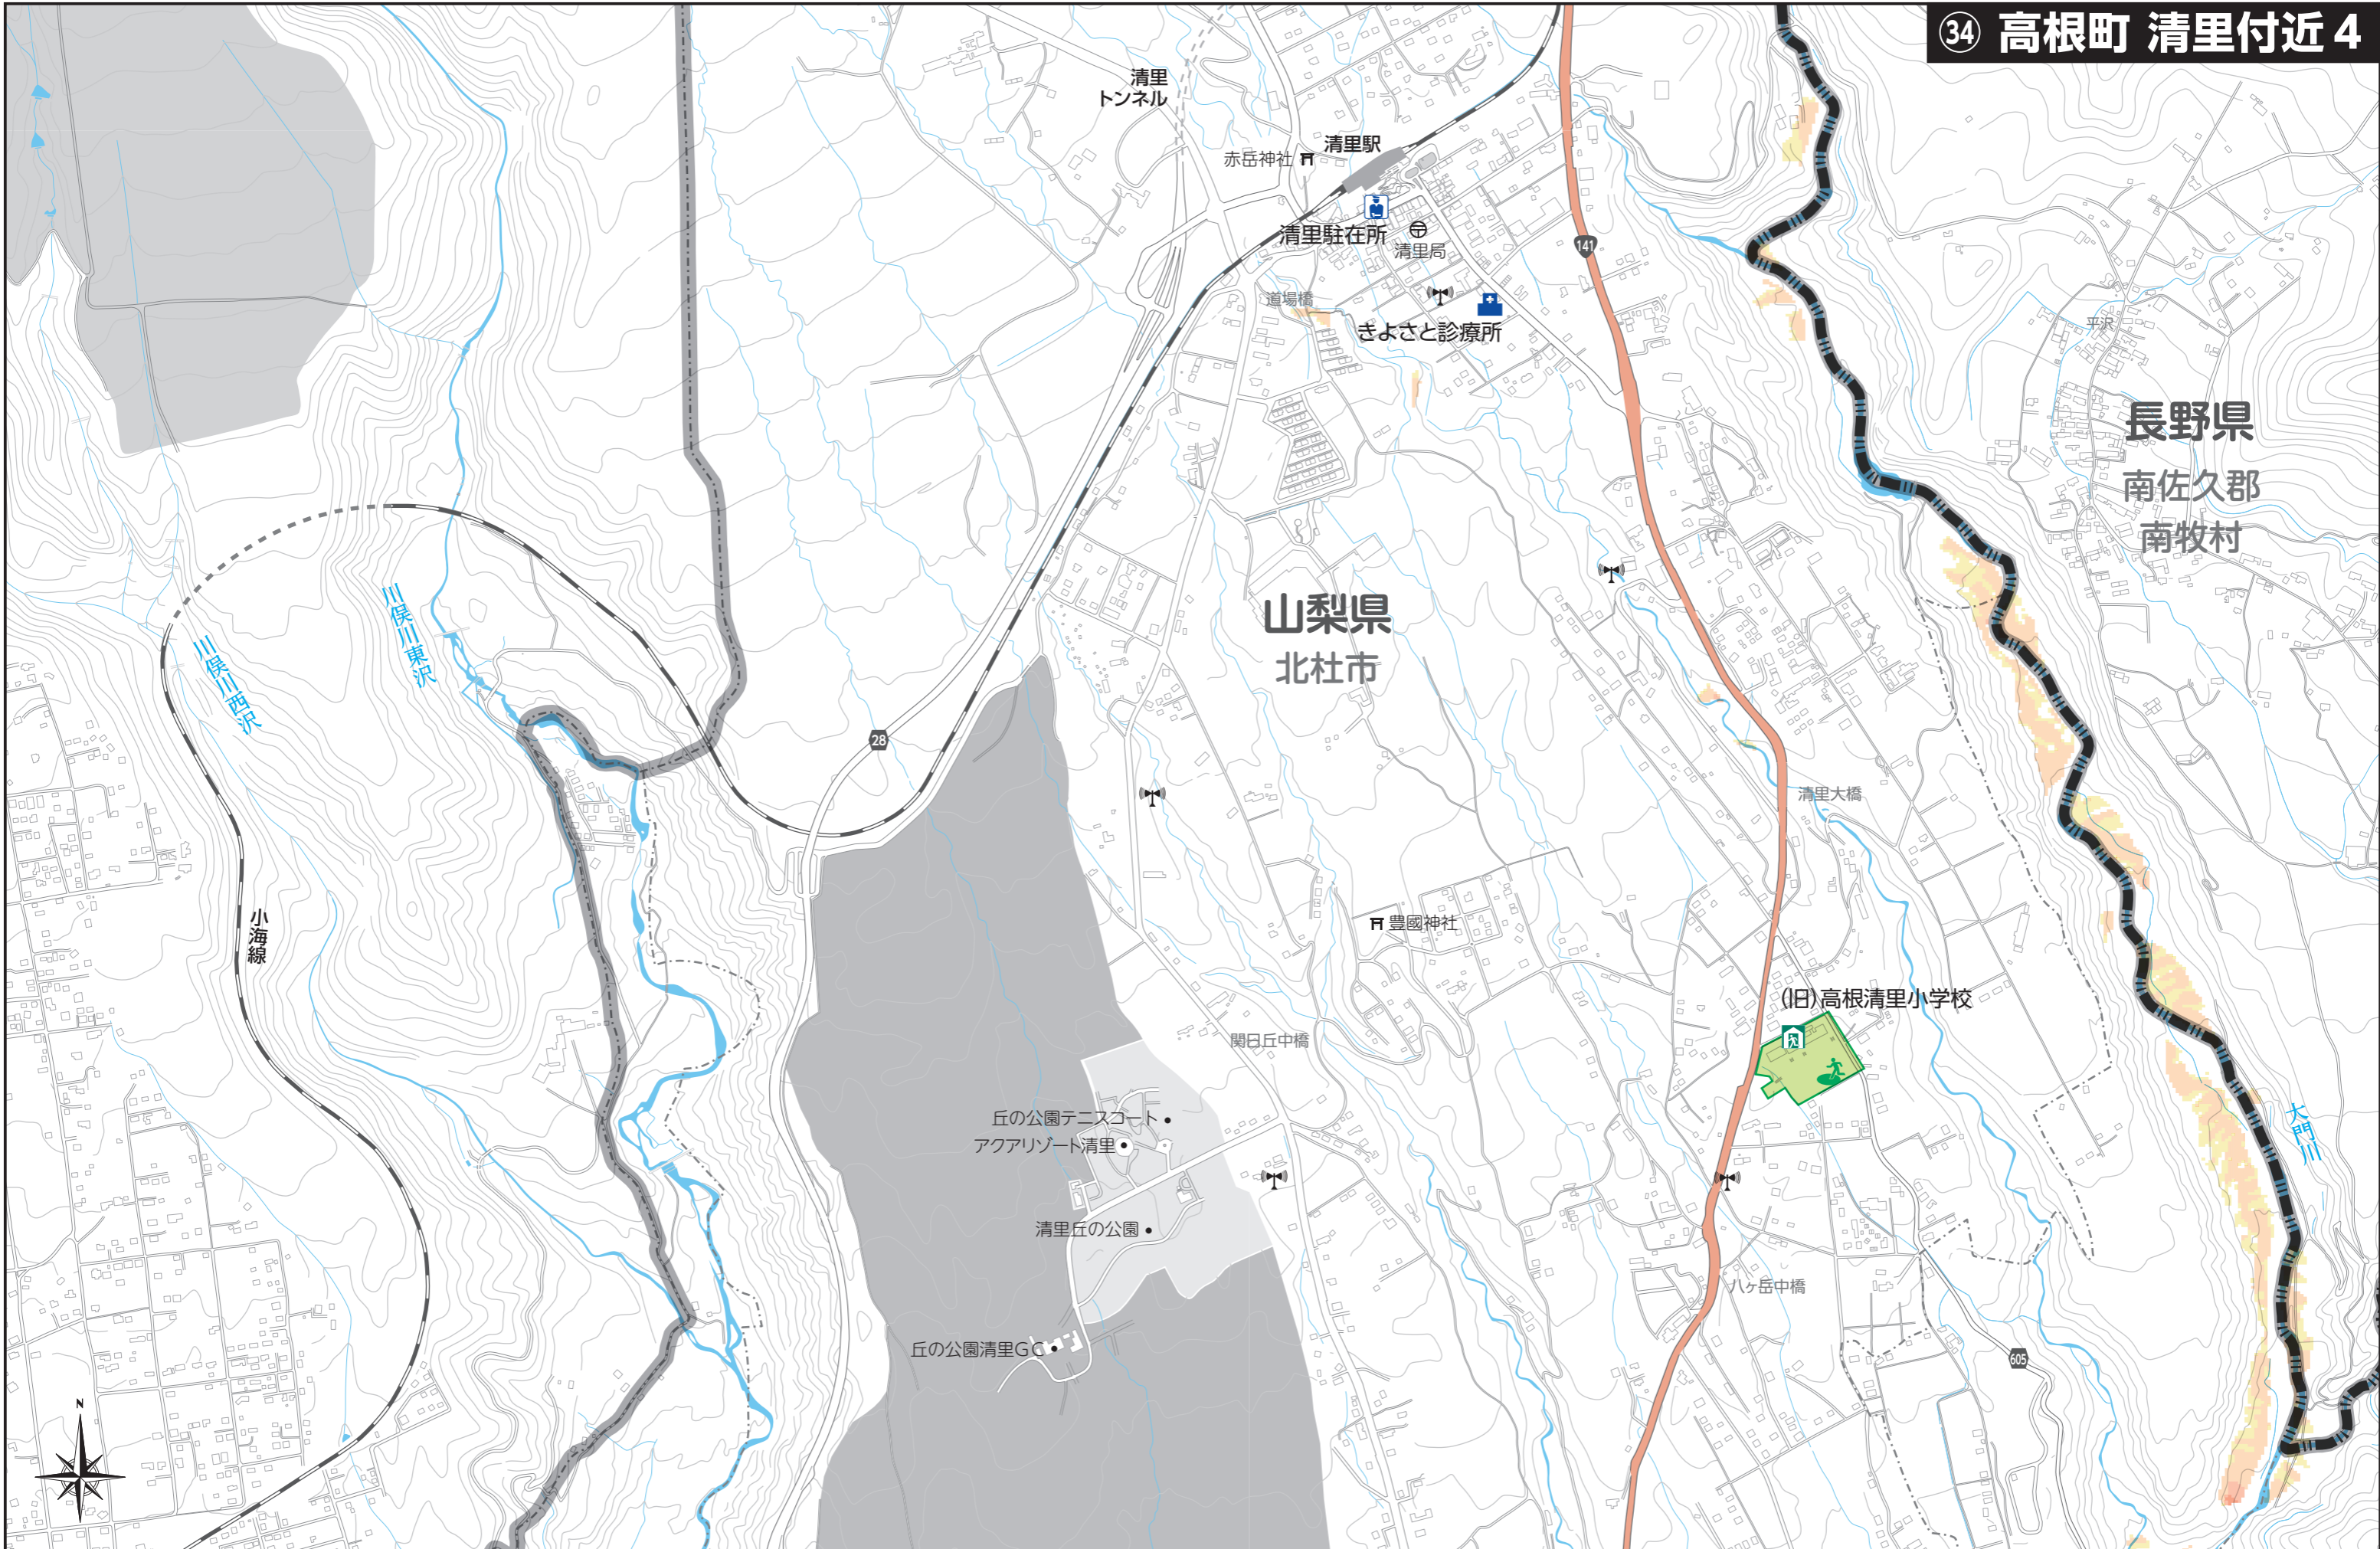 ㉞ 高根町 清里付近 4
清里
トンネル
清里駅
赤岳神社
清里駐在所
清里局
141
道場橋
きよさと診療所
平沢
長野県
南佐久郡
南牧村
山梨県
北杜市
川俣川東沢
川俣川西沢
28
清里大橋
小海線
豊國神社
(旧)高根清里小学校
関日丘中橋
丘の公園テニスコート
アクアリゾート清里
大門川
清里丘の公園
八ヶ岳中橋
丘の公園清里GC
605
N